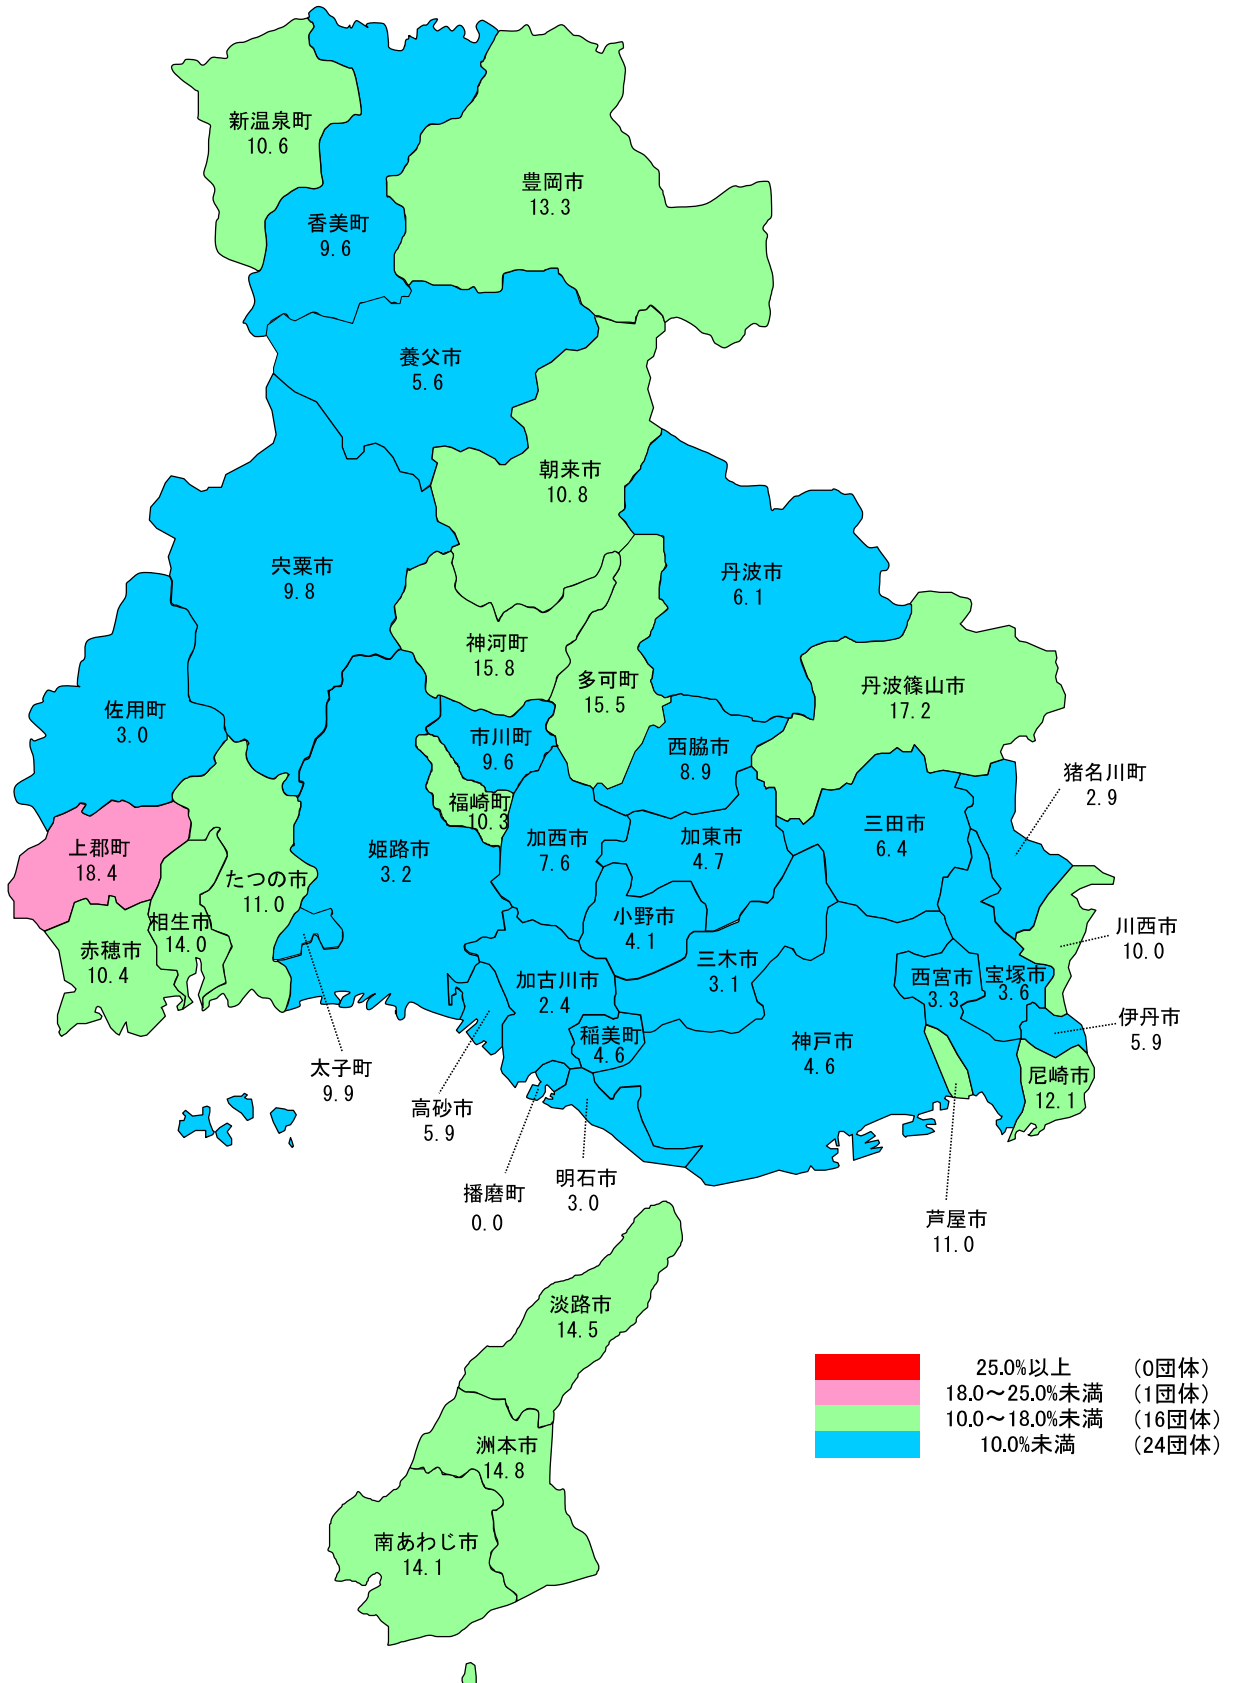 新温泉町
10.6
香美町
9.6
豊岡市
13.3
養父市
5.6
朝来市
10.8
宍粟市
9.8
丹波市
6.1
神河町
15.8
多可町
15.5
丹波篠山市
17.2
佐用町
3.0
市川町
9.6
西脇市
8.9
猪名川町
2.9
福崎町
10.3
上郡町
18.4
姫路市
3.2
加西市
7.6
加東市
4.7
三田市
6.4
たつの市
11.0
相生市
14.0
赤穂市
10.4
小野市
4.1
川西市
10.0
三木市
3.1
加古川市
2.4
西宮市
3.3
宝塚市
3.6
伊丹市
5.9
稲美町
4.6
神戸市
4.6
太子町
9.9
尼崎市
12.1
高砂市
5.9
播磨町
0.0
明石市
3.0
芦屋市
11.0
淡路市
14.5
洲本市
14.8
南あわじ市
14.1
25.0%以上 (0団体)
18.0～25.0%未満 (1団体)
10.0～18.0%未満 (16団体)
10.0%未満 (24団体)